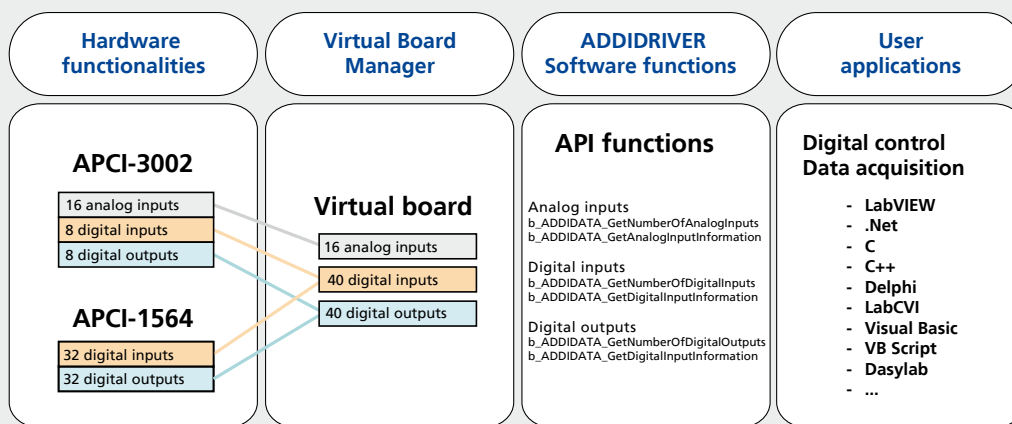 Hardware
functionalities
Virtual Board
Manager
ADDIDRIVER
Software functions
User
applications
APCI-3002
16 analog inputs
8 digital inputs
8 digital outputs
APCI-1564
32 digital inputs
32 digital outputs
Virtual board
16 analog inputs
40 digital inputs
40 digital outputs
API functions
Analog inputs
b_ADDIDATA_GetNumberOfAnalogInputs
b_ADDIDATA_GetAnalogInputInformation
Digital inputs
b_ADDIDATA_GetNumberOfDigitalInputs
b_ADDIDATA_GetDigitalInputInformation
Digital outputs
b_ADDIDATA_GetNumberOfDigitalOutputs
b_ADDIDATA_GetDigitalInputInformation
Digital control
Data acquisition
- LabVIEW
- .Net
- C
- C++
- Delphi
- LabCVI
- Visual Basic
- VB Script
- Dasylab
- ...